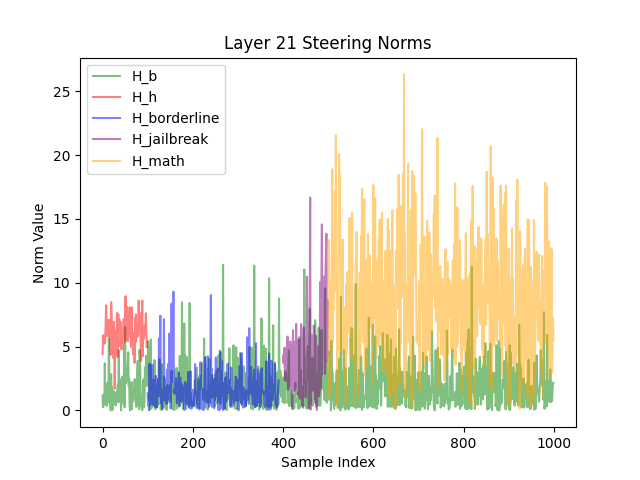 Layer 21 Steering Norms
H_b
H_h
H_borderline
H_jailbreak
H_math
Norm Value
25
20
15
10
5
0
0
200
400
600
800
1000
Sample Index